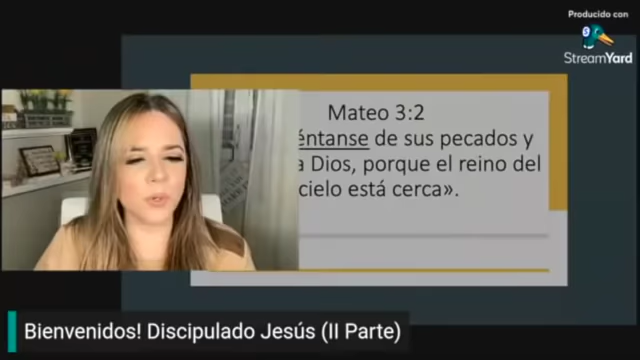 Producido con
StreamYard
Mateo 3:2
éntanse de sus pecados y
a Dios, porque el reino del
cielo está cerca».
Bienvenidos! Discipulado Jesús (II Parte)